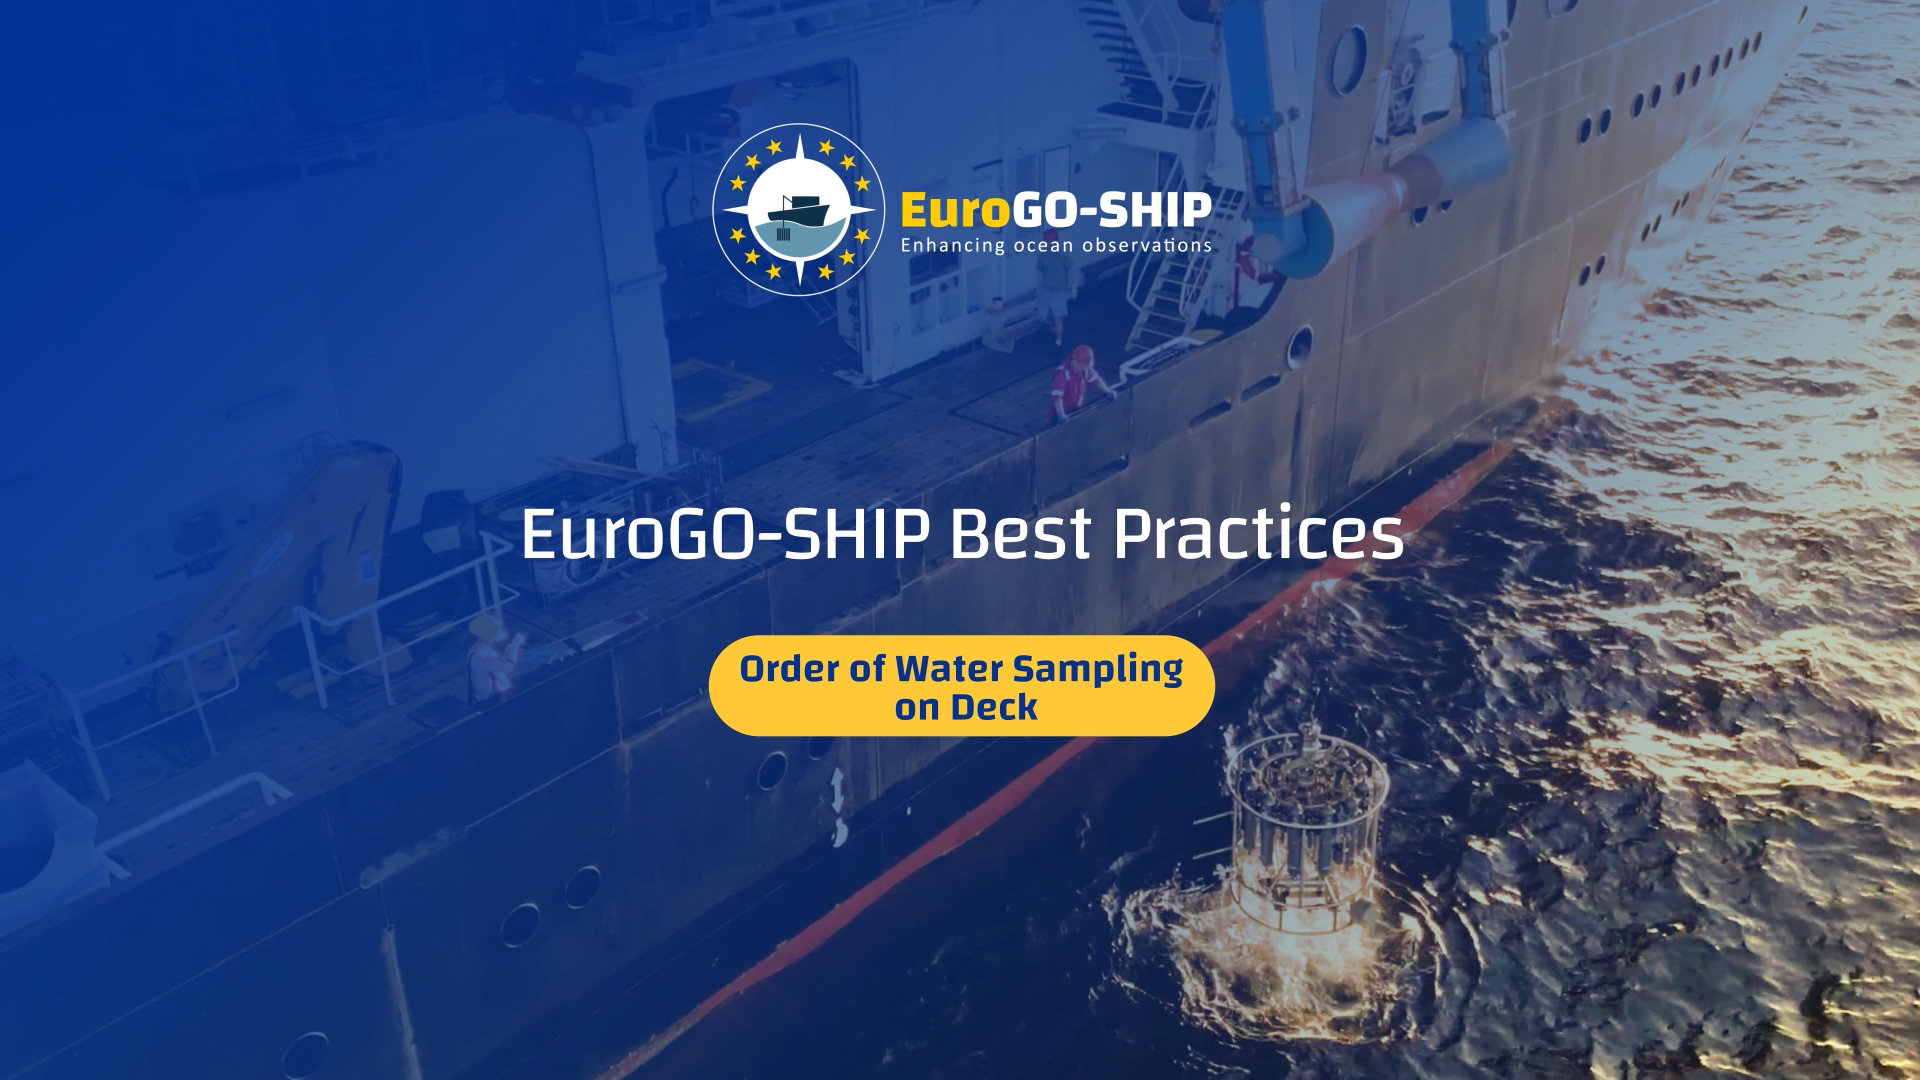 EuroGO-SHIP
Enhancing ocean observations
EuroGO-SHIP Best Practices
Order of Water Sampling
on Deck